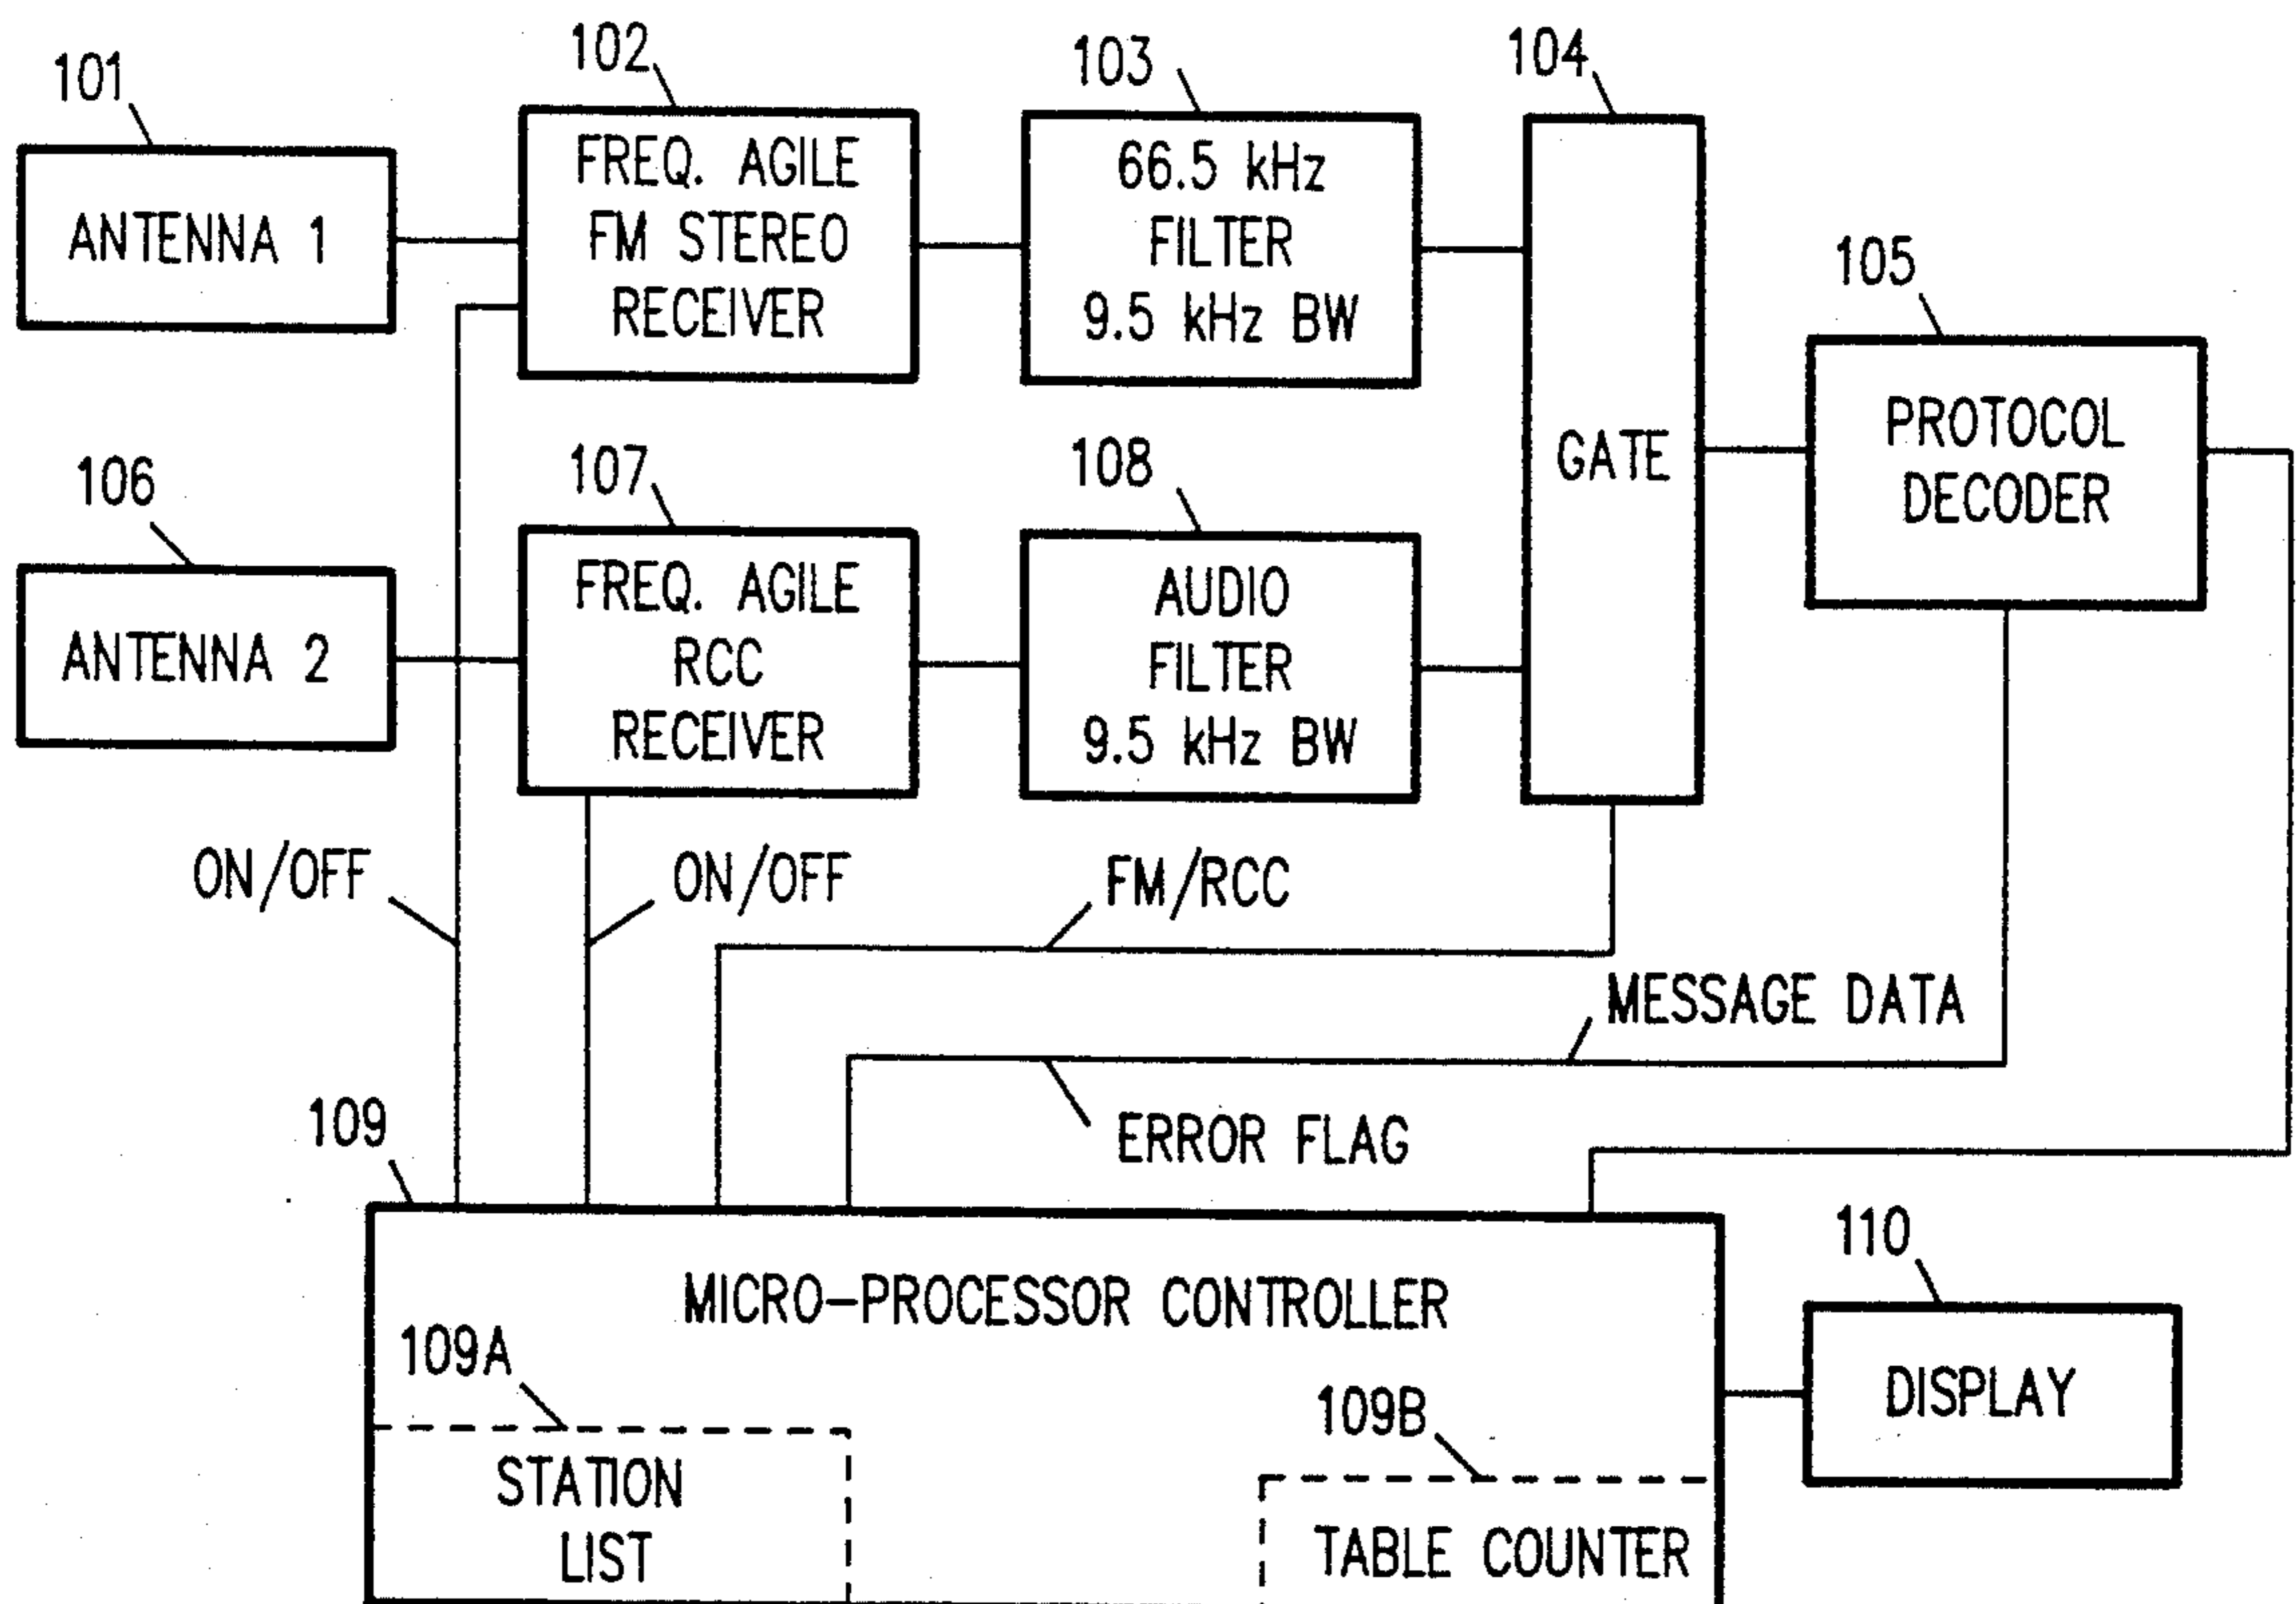 101
102
103
104
ANTENNA 1
FREQ. AGILE
FM STEREO
RECEIVER
66.5 kHz
FILTER
9.5 kHz BW
GATE
105
PROTOCOL
DECODER
106
107
108
ANTENNA 2
FREQ. AGILE
RCC
RECEIVER
AUDIO
FILTER
9.5 kHz BW
ON/OFF
ON/OFF
FM/RCC
MESSAGE DATA
ERROR FLAG
109
MICRO-PROCESSOR CONTROLLER
109A
STATION
LIST
109B
TABLE COUNTER
110
DISPLAY